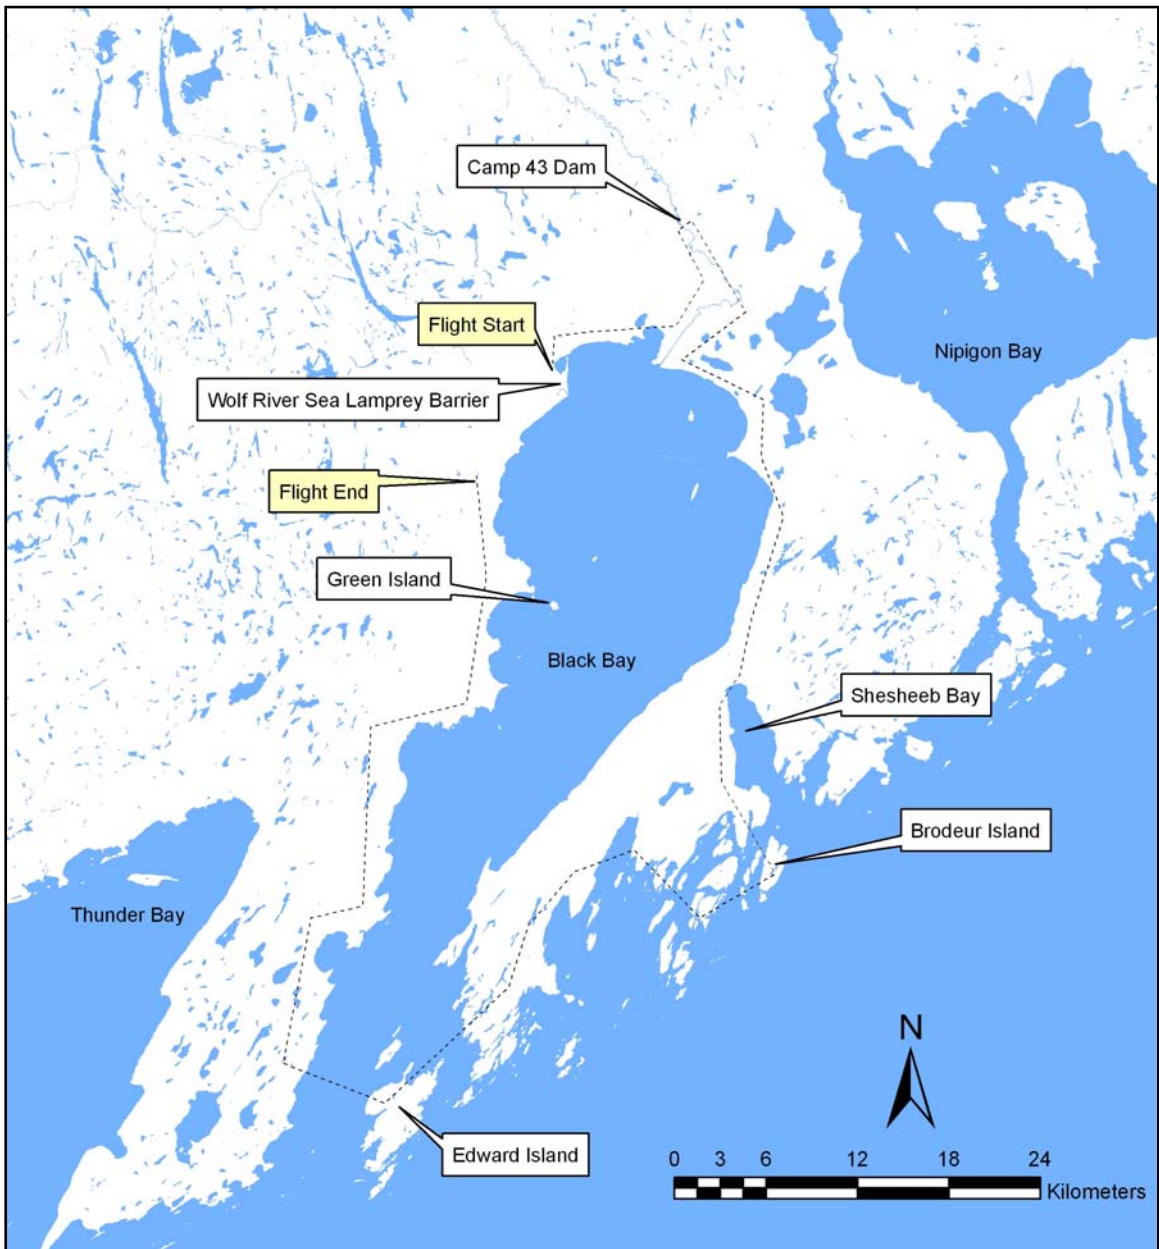 Camp 43 Dam
Flight Start
Nipigon Bay
Wolf River Sea Lamprey Barrier
Flight End
Green Island
Black Bay
Shesheeb Bay
Brodeur Island
Thunder Bay
N
Edward Island
0 3 6 12 18 24
Kilometers